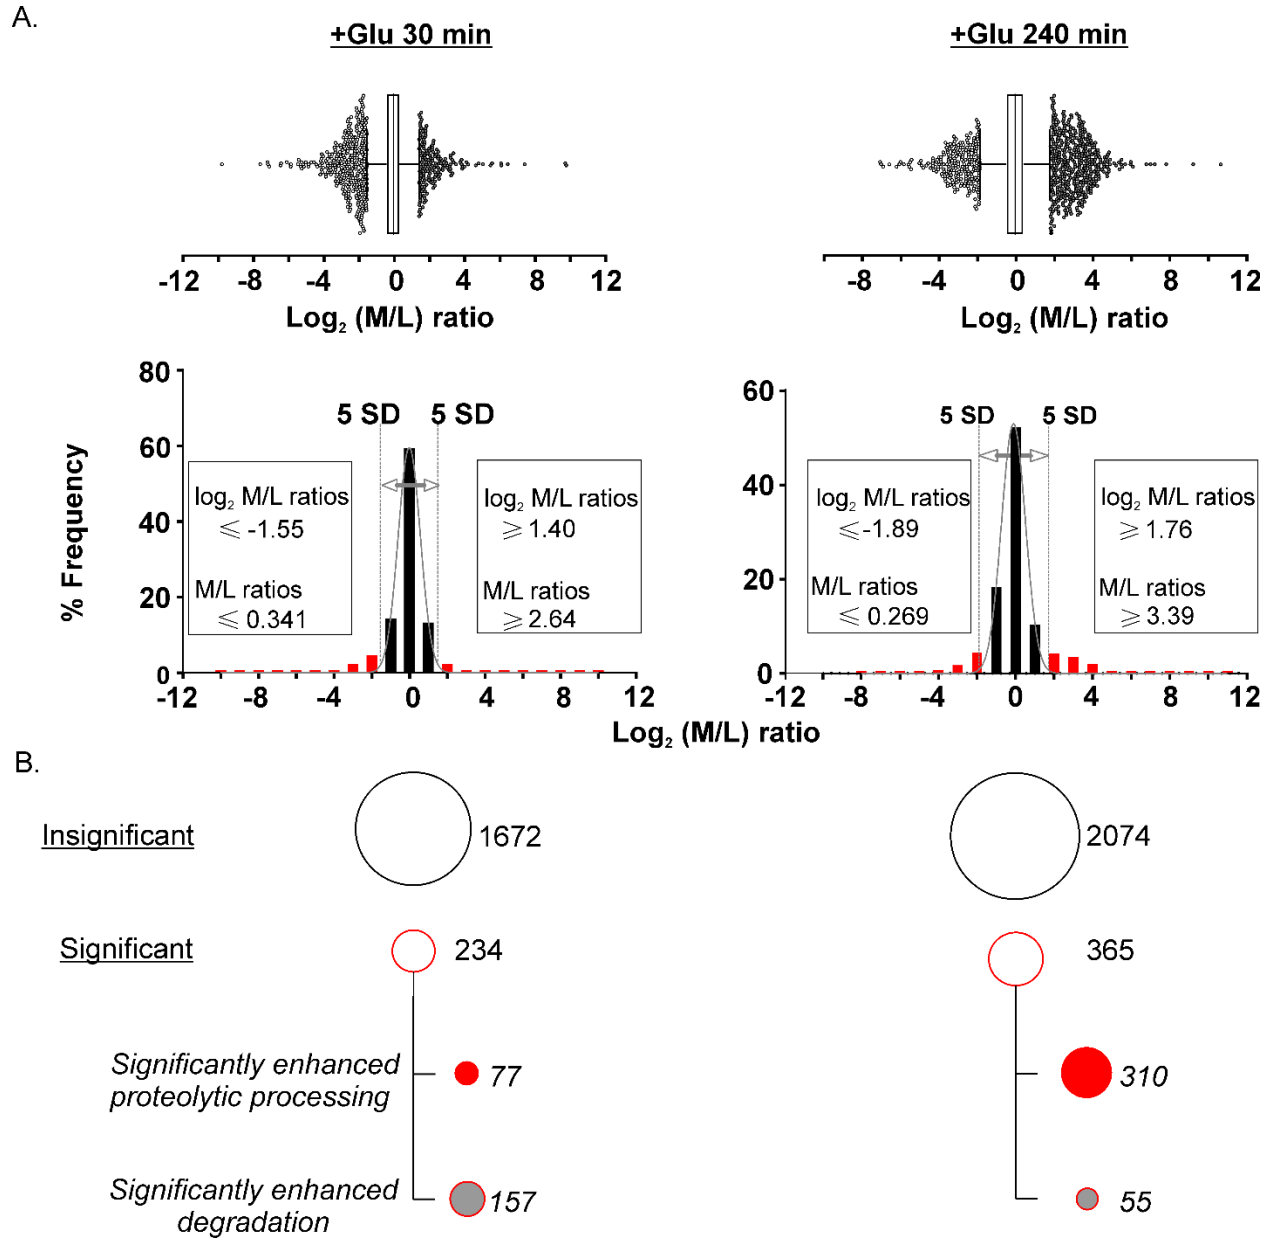 A.
+Glu 30 min
+Glu 240 min
-12 -8 -4 0 4 8 12
Log₂ (M/L) ratio
-8 -4 0 4 8 12
Log₂ (M/L) ratio
% Frequency
80
60
40
20
0
5 SD 5 SD
log₂ M/L ratios
≤ -1.55
M/L ratios
≤ 0.341
log₂ M/L ratios
≥ 1.40
M/L ratios
≥ 2.64
-12 -8 -4 0 4 8 12
60
40
20
0
5 SD 5 SD
log₂ M/L ratios
≤ -1.89
M/L ratios
≤ 0.269
log₂ M/L ratios
≥ 1.76
M/L ratios
≥ 3.39
-12 -8 -4 0 4 8 12
Log₂ (M/L) ratio
B.
Insignificant 1672 2074
Significant 234 365
Significantly enhanced
proteolytic processing 77 310
Significantly enhanced
degradation 157 55